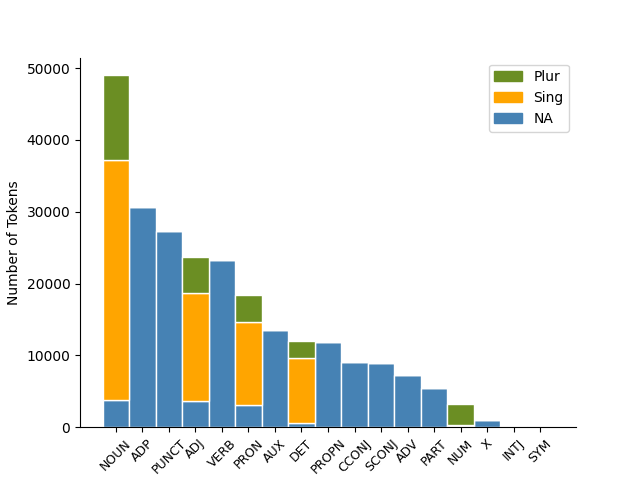 50000
40000
30000
20000
10000
0
Number of Tokens
Plur
Sing
NA
NOUN
ADP
PUNCT
ADJ
VERB
PRON
AUX
DET
PROPN
CCONJ
SCONJ
ADV
PART
NUM
X
INTJ
SYM